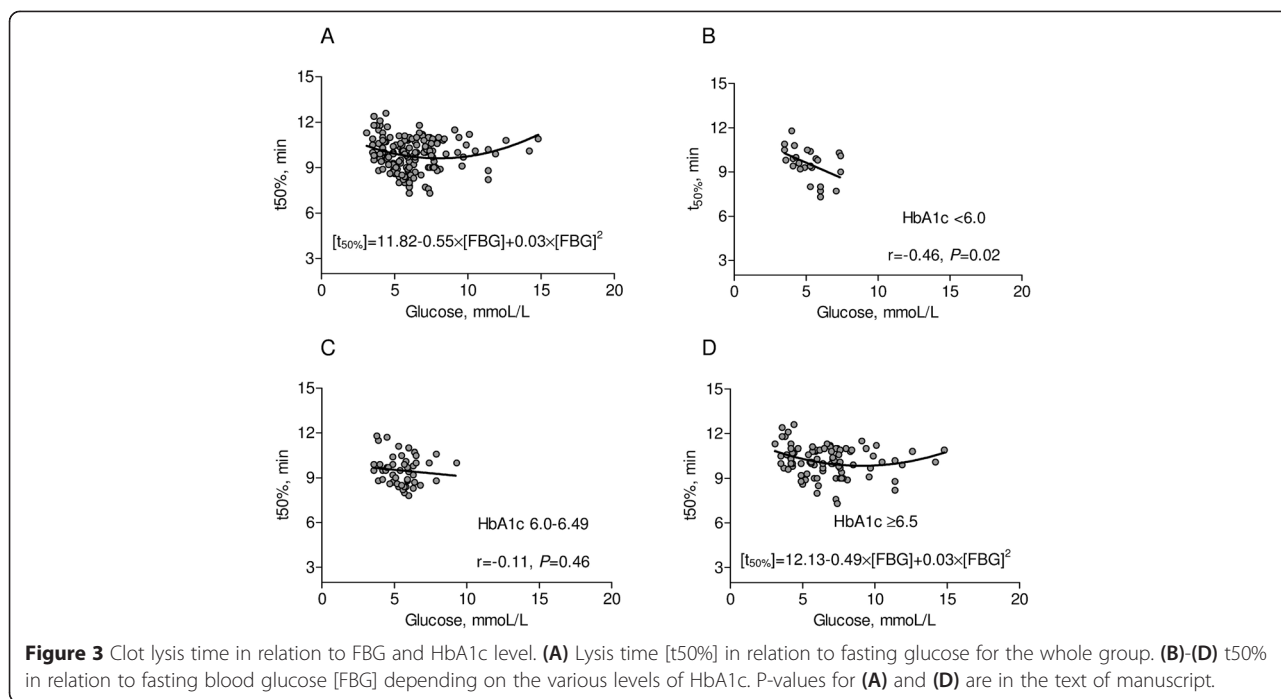 A
15
12
9
6
3
t50%, min
[t50%]=11.82-0.55×[FBG]+0.03×[FBG]2
0 5 10 15 20
Glucose, mmoL/L
B
15
12
9
6
3
t50%, min
HbA1c <6.0
r=-0.46, P=0.02
0 5 10 15 20
Glucose, mmoL/L
C
15
12
9
6
3
t50%, min
HbA1c 6.0-6.49
r=-0.11, P=0.46
0 5 10 15 20
Glucose, mmoL/L
D
15
12
9
6
3
t50%, min
HbA1c ≥6.5
[t50%]=12.13-0.49×[FBG]+0.03×[FBG]2
0 5 10 15 20
Glucose, mmoL/L
Figure 3 Clot lysis time in relation to FBG and HbA1c level. (A) Lysis time [t50%] in relation to fasting glucose for the whole group. (B)-(D) t50%
in relation to fasting blood glucose [FBG] depending on the various levels of HbA1c. P-values for (A) and (D) are in the text of manuscript.